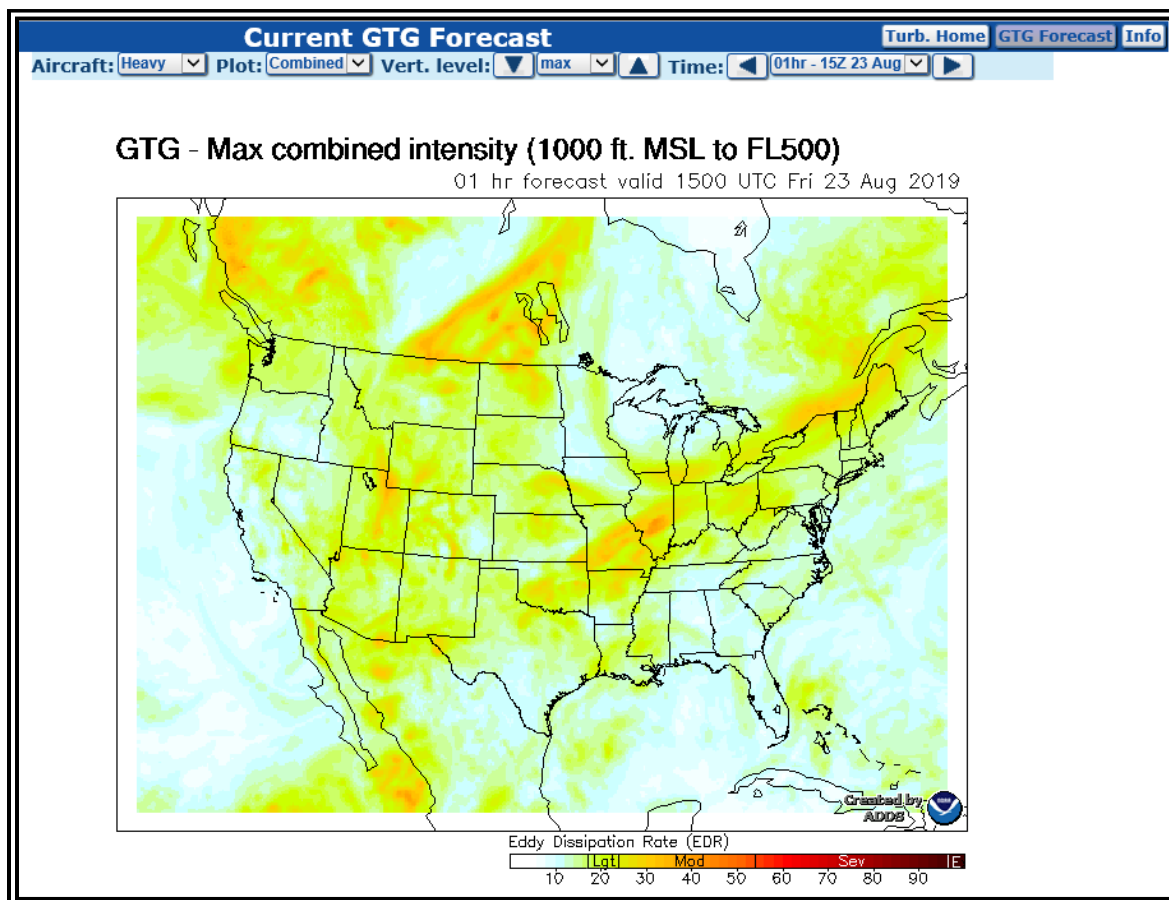 Current GTG Forecast Turb. Home GTG Forecast Info
Aircraft: Heavy Plot: Combined Vert. level: max Time: 01hr - 15Z 23 Aug
GTG - Max combined intensity (1000 ft. MSL to FL500)
01 hr forecast valid 1500 UTC Fri 23 Aug 2019
Created by
ADDS
Eddy Dissipation Rate (EDR)
Lgt Mod Sev E
10 20 30 40 50 60 70 80 90